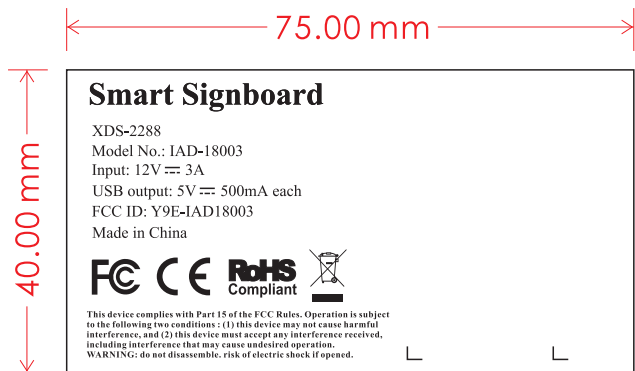 75.00 mm
40.00 mm
Smart Signboard
XDS-2288
Model No.: IAD-18003
Input: 12V ⎓ 3A
USB output: 5V ⎓ 500mA each
FCC ID: Y9E-IAD18003
Made in China
FC CE RoHS
Compliant
This device complies with Part 15 of the FCC Rules. Operation is subject
to the following two conditions : (1) this device may not cause harmful
interference, and (2) this device must accept any interference received,
including interference that may cause undesired operation.
WARNING: do not disassemble. risk of electric shock if opened.